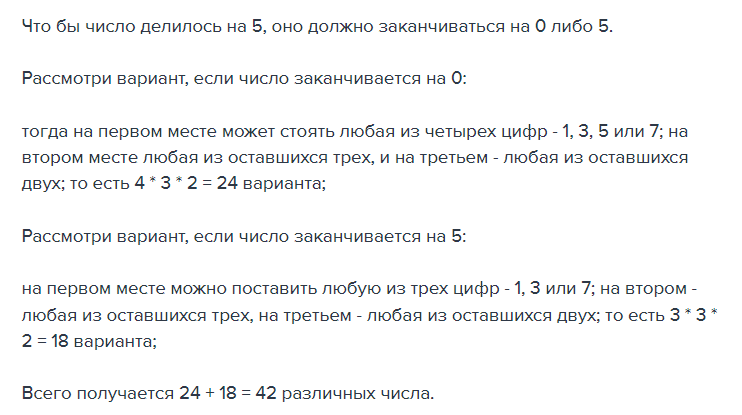 Что бы число делилось на 5, оно должно заканчиваться на 0 либо 5.
Рассмотри вариант, если число заканчивается на 0:
тогда на первом месте может стоять любая из четырех цифр - 1, 3, 5 или 7; на
втором месте любая из оставшихся трех, и на третьем - любая из оставшихся
двух; то есть 4 * 3 * 2 = 24 варианта;
Рассмотри вариант, если число заканчивается на 5:
на первом месте можно поставить любую из трех цифр - 1, 3 или 7; на втором -
любая из оставшихся трех, на третьем - любая из оставшихся двух; то есть 3 * 3 *
2 = 18 варианта;
Всего получается 24 + 18 = 42 различных числа.